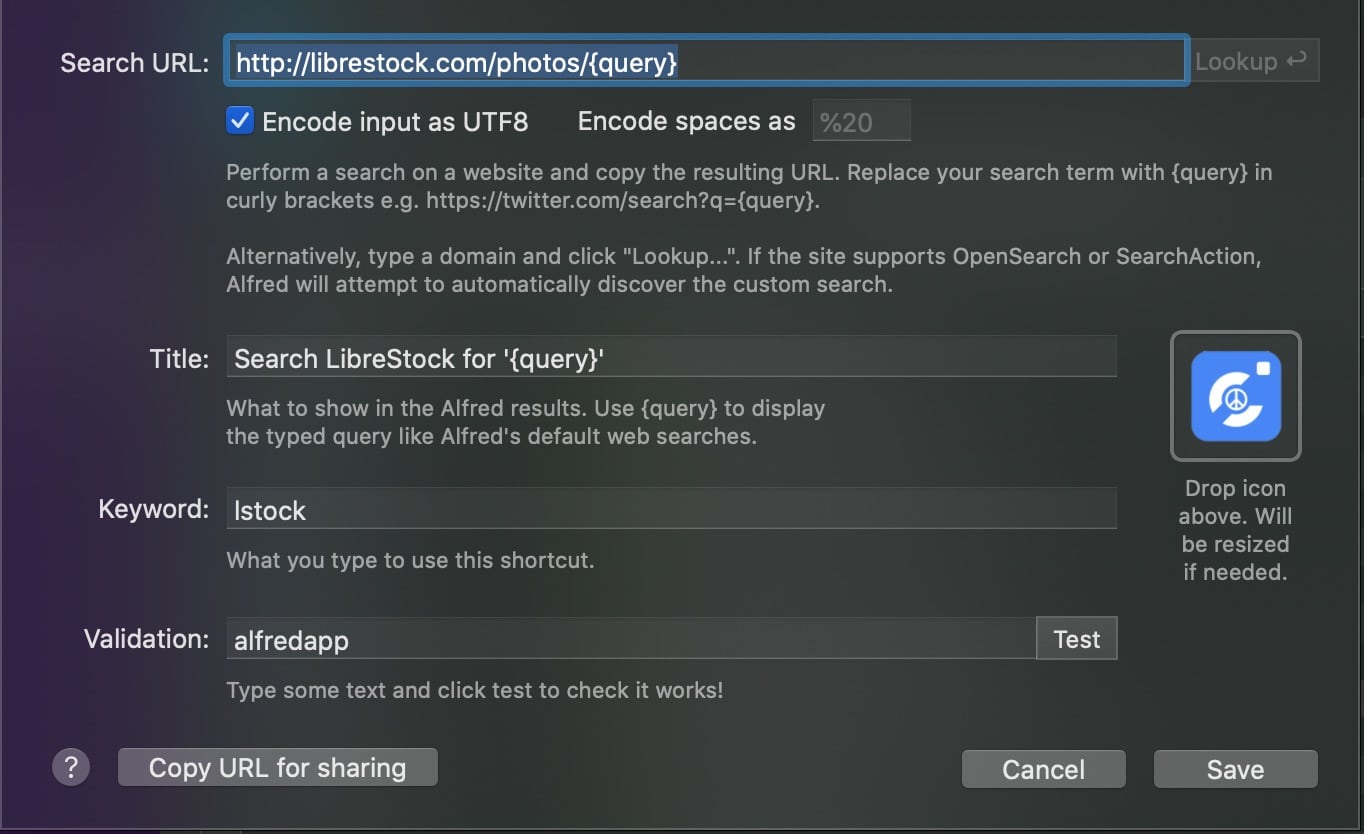 Search URL: http://librestock.com/photos/{query} Lookup ↩
Encode input as UTF8 Encode spaces as %20
Perform a search on a website and copy the resulting URL. Replace your search term with {query} in
curly brackets e.g. https://twitter.com/search?q={query}.
Alternatively, type a domain and click "Lookup...". If the site supports OpenSearch or SearchAction,
Alfred will attempt to automatically discover the custom search.
Title: Search LibreStock for '{query}'
What to show in the Alfred results. Use {query} to display
the typed query like Alfred's default web searches.
Drop icon
above. Will
be resized
if needed.
Keyword: lstock
What you type to use this shortcut.
Validation: alfredapp Test
Type some text and click test to check it works!
? Copy URL for sharing Cancel Save